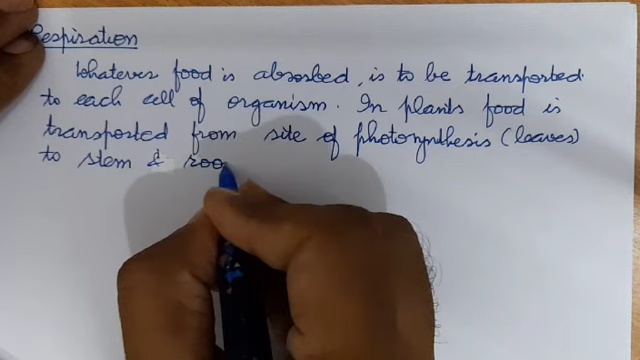 Respiration
Whatever food is absorbed, is to be transported
to each cell of organism. In plants food is
transported from site of photosynthesis (leaves)
to stem & roo